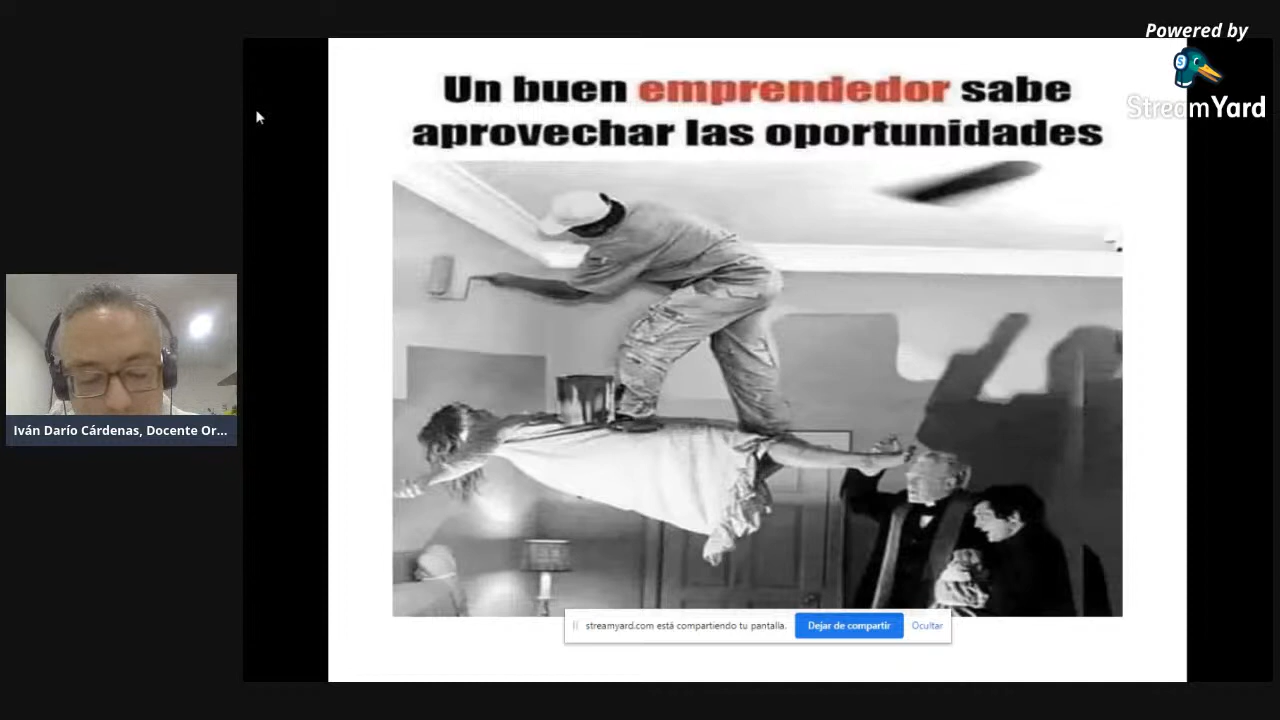 Powered by
StreamYard
Un buen emprendedor sabe
aprovechar las oportunidades
Iván Darío Cárdenas, Docente Or...
streamyard.com está compartiendo tu pantalla.
Dejar de compartir
Ocultar